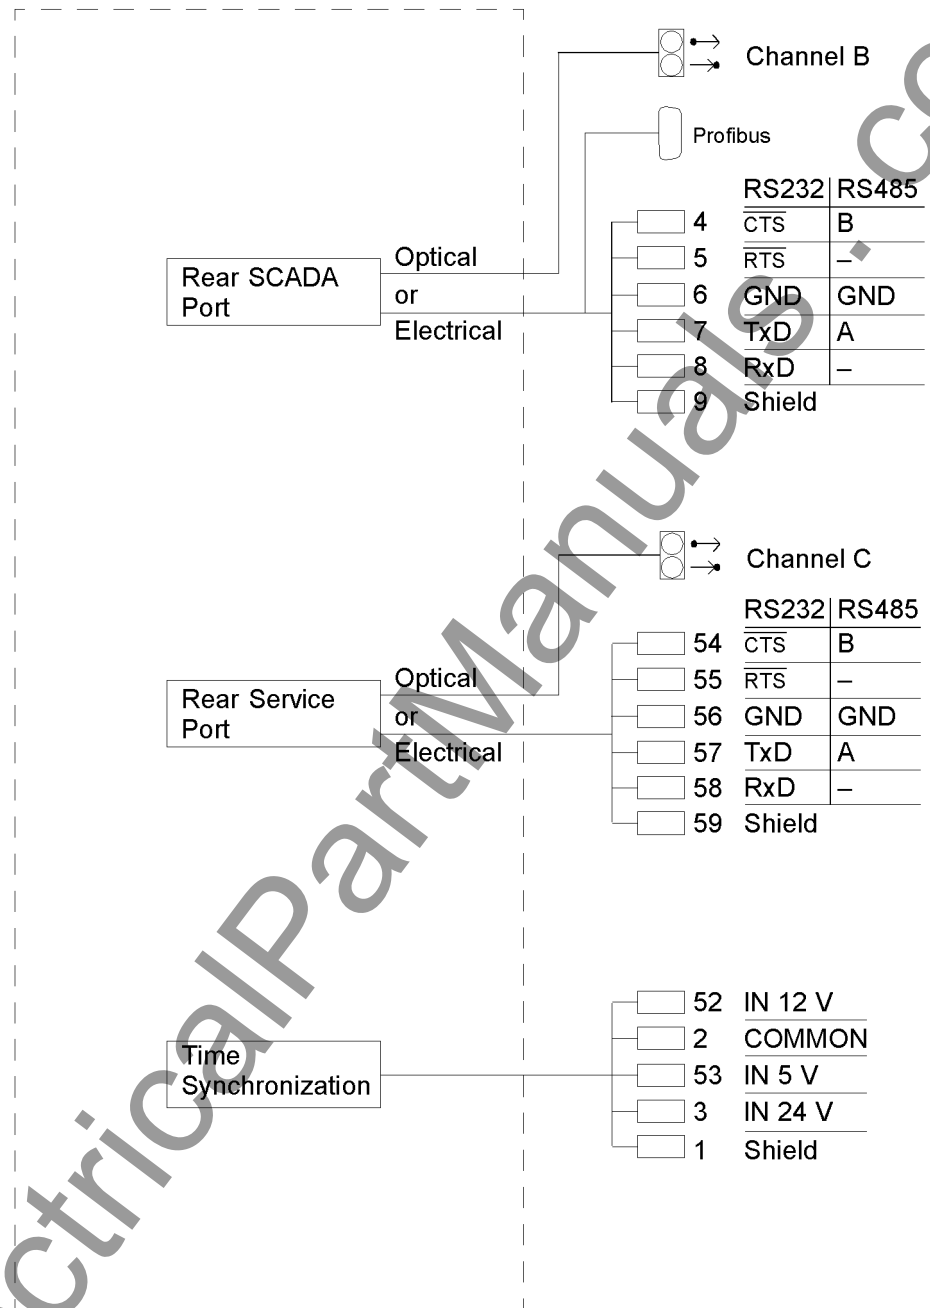 Channel B
Profibus
RS232 RS485
4 CTS B
5 RTS –
6 GND GND
7 TxD A
8 RxD –
9 Shield
Rear SCADA
Port
Optical
or
Electrical
Channel C
RS232 RS485
54 CTS B
55 RTS –
56 GND GND
57 TxD A
58 RxD –
59 Shield
Rear Service
Port
Optical
or
Electrical
52 IN 12 V
2 COMMON
53 IN 5 V
3 IN 24 V
1 Shield
Time
Synchronization
ctricalPartManuals . co